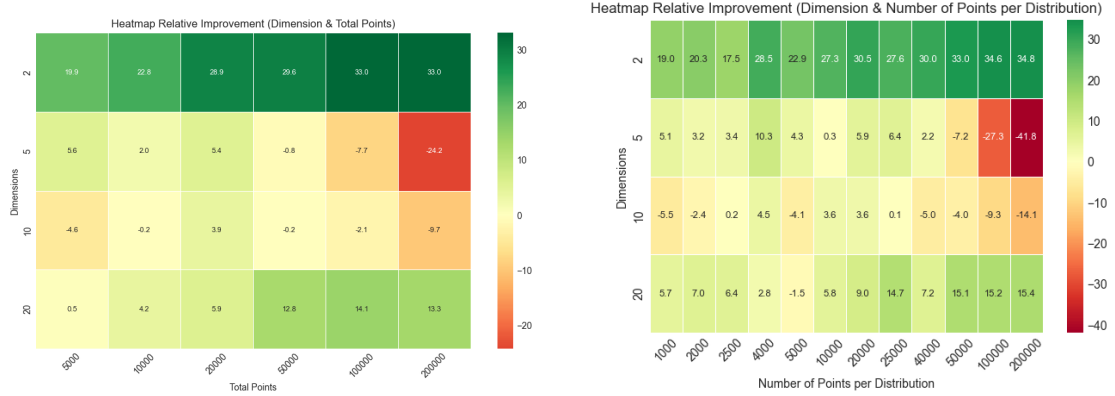 Heatmap Relative Improvement (Dimension & Total Points)
2 19.9 22.8 28.9 29.6 33.0 33.0
5 5.6 2.0 5.4 -0.8 -7.7 -24.2
10 -4.6 -0.2 3.9 -0.2 -2.1 -9.7
20 0.5 4.2 5.9 12.8 14.1 13.3
Dimensions
5000 10000 20000 50000 100000 200000
Total Points
30
20
10
0
−10
−20
Heatmap Relative Improvement (Dimension & Number of Points per Distribution)
2 19.0 20.3 17.5 28.5 22.9 27.3 30.5 27.6 30.0 33.0 34.6 34.8
5 5.1 3.2 3.4 10.3 4.3 0.3 5.9 6.4 2.2 -7.2 -27.3 -41.8
10 -5.5 -2.4 0.2 4.5 -4.1 3.6 3.6 0.1 -5.0 -4.0 -9.3 -14.1
20 5.7 7.0 6.4 2.8 -1.5 5.8 9.0 14.7 7.2 15.1 15.2 15.4
Dimensions
1000 2000 2500 4000 5000 10000 20000 25000 40000 50000 100000 200000
Number of Points per Distribution
30
20
10
0
−10
−20
−30
−40